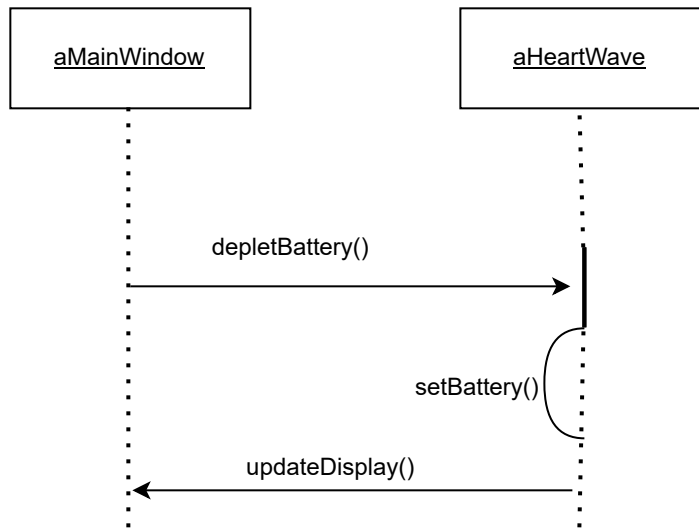 aMainWindow
aHeartWave
depletBattery()
setBattery()
updateDisplay()